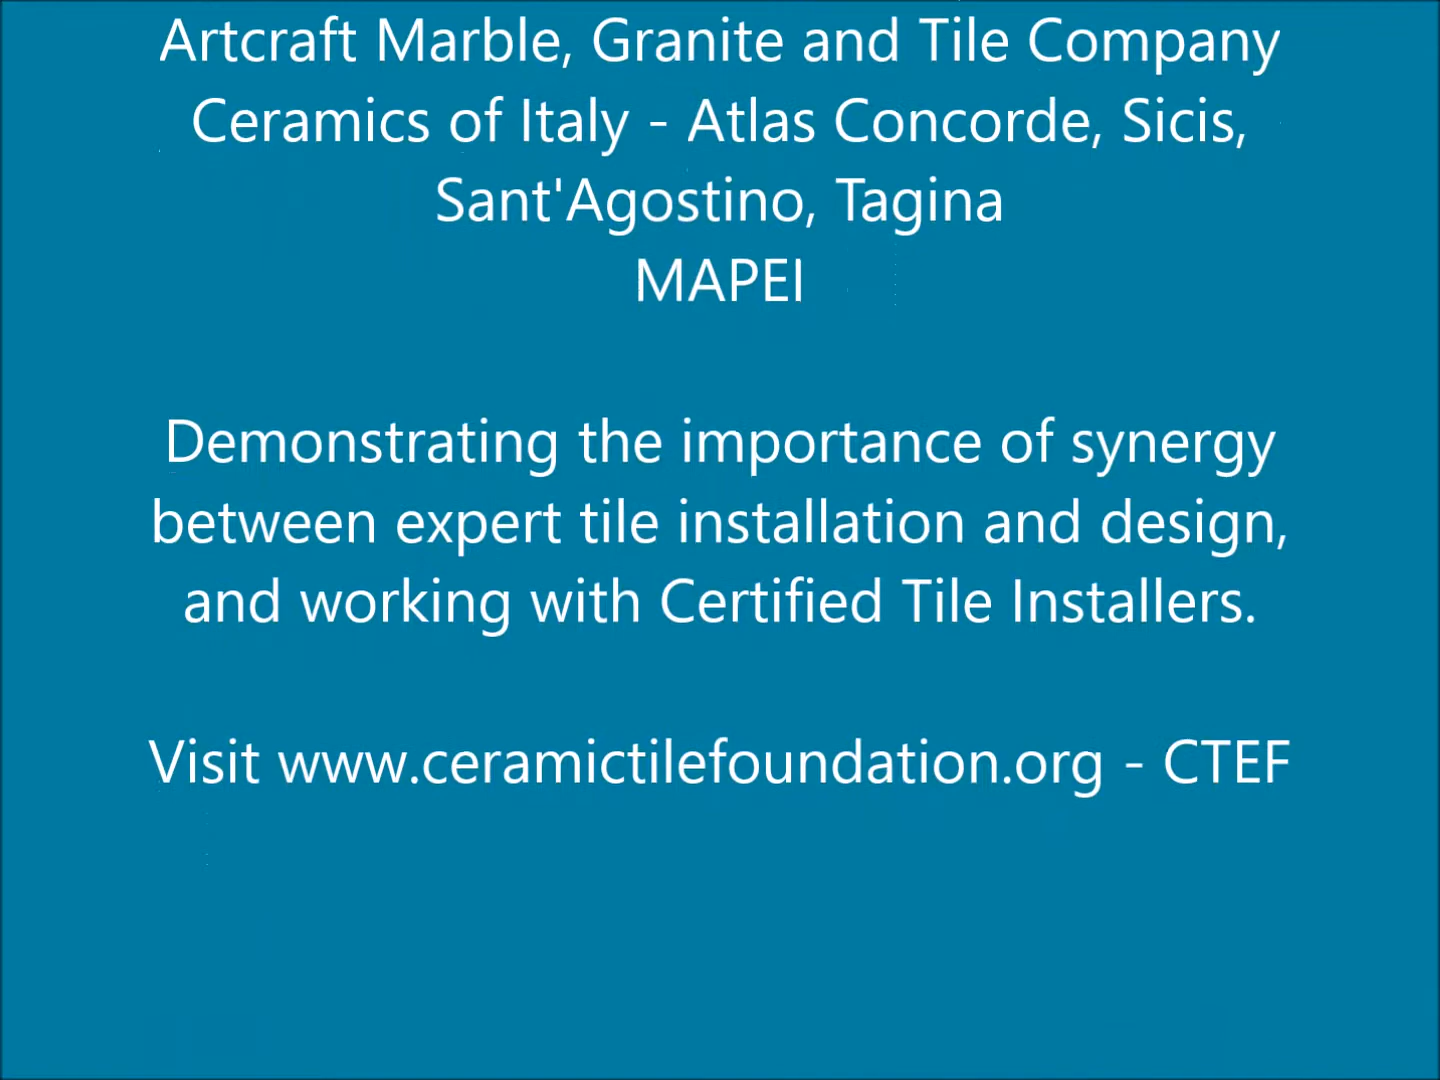 Artcraft Marble, Granite and Tile Company
Ceramics of Italy - Atlas Concorde, Sicis,
Sant'Agostino, Tagina
MAPEI
Demonstrating the importance of synergy
between expert tile installation and design,
and working with Certified Tile Installers.
Visit www.ceramictilefoundation.org - CTEF